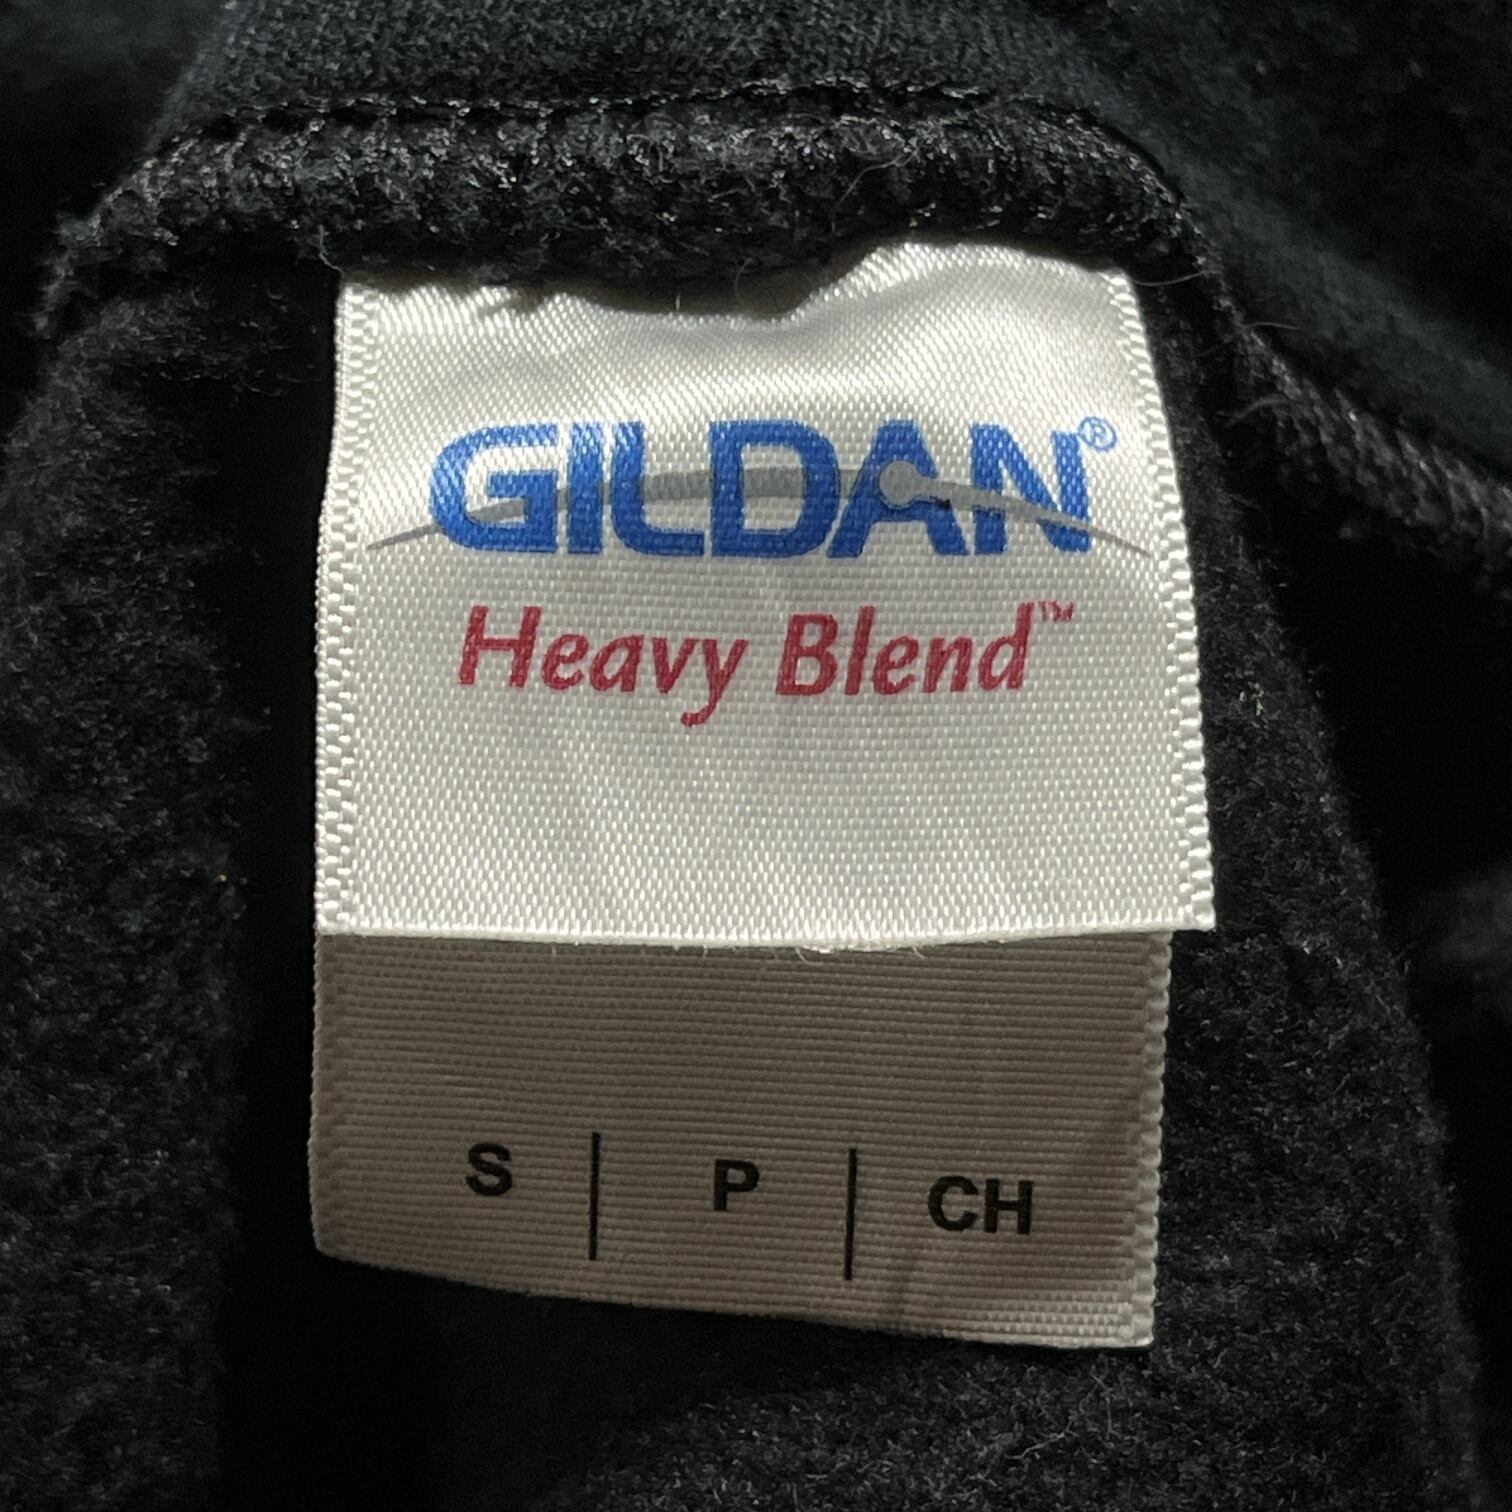 GILDAN®
Heavy Blend™
S | P | CH